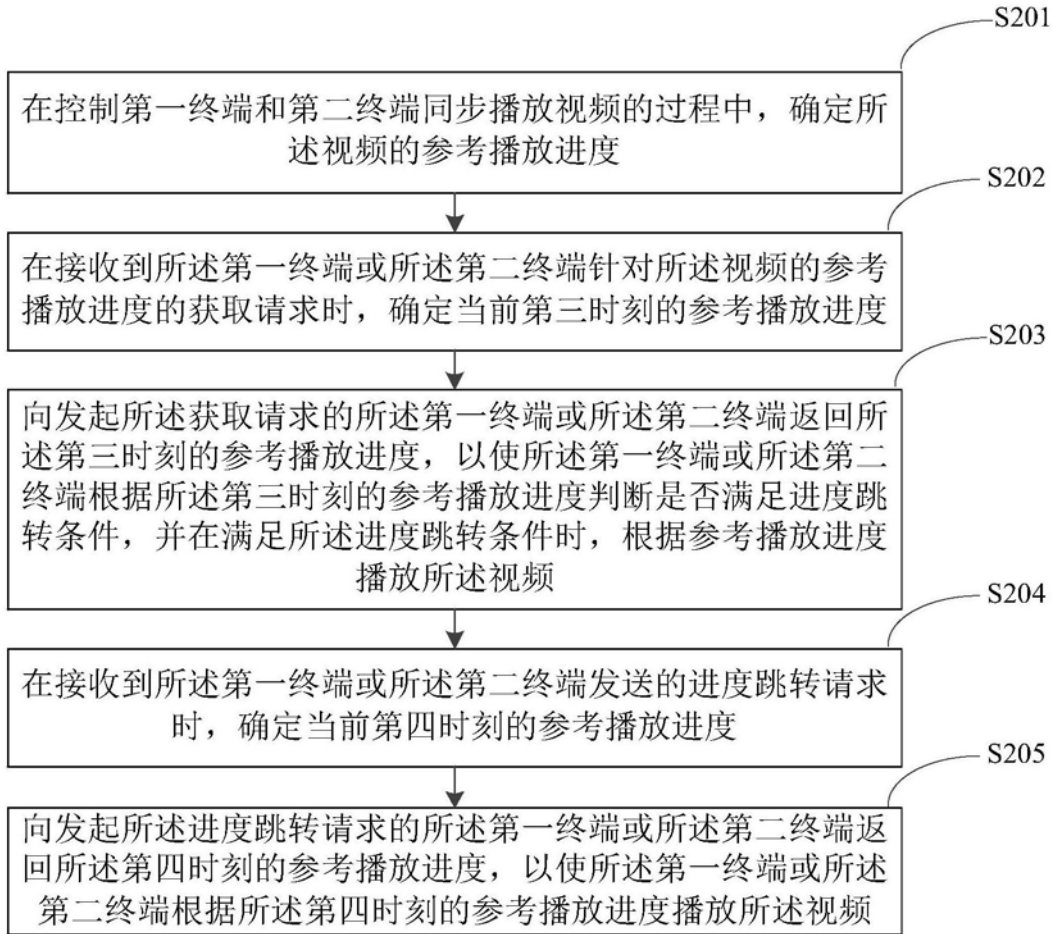 S201
在控制第一终端和第二终端同步播放视频的过程中，确定所
述视频的参考播放进度
S202
在接收到所述第一终端或所述第二终端针对所述视频的参考
播放进度的获取请求时，确定当前第三时刻的参考播放进度
S203
向发起所述获取请求的所述第一终端或所述第二终端返回所
述第三时刻的参考播放进度，以使所述第一终端或所述第二
终端根据所述第三时刻的参考播放进度判断是否满足进度跳
转条件，并在满足所述进度跳转条件时，根据参考播放进度
播放所述视频
S204
在接收到所述第一终端或所述第二终端发送的进度跳转请求
时，确定当前第四时刻的参考播放进度
S205
向发起所述进度跳转请求的所述第一终端或所述第二终端返
回所述第四时刻的参考播放进度，以使所述第一终端或所述
第二终端根据所述第四时刻的参考播放进度播放所述视频